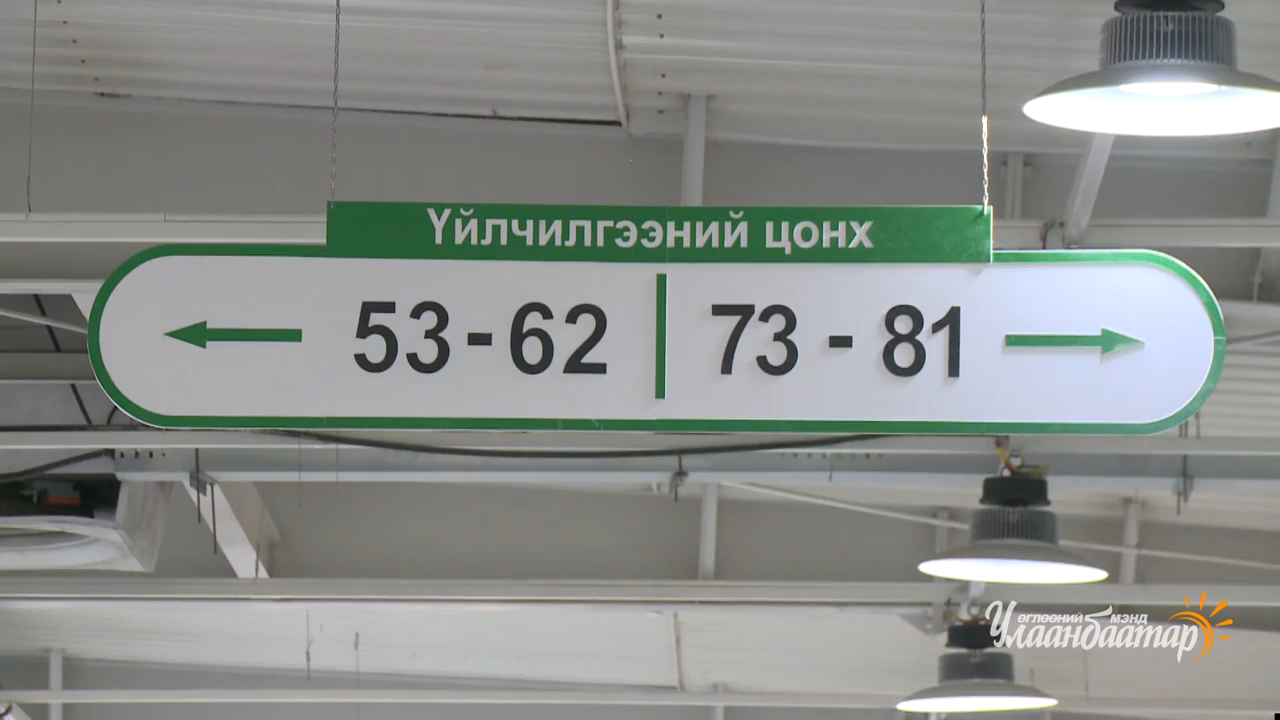 Үйлчилгээний цонх
53-62 73 - 81
өглөөний мэнд
Улаанбаатар